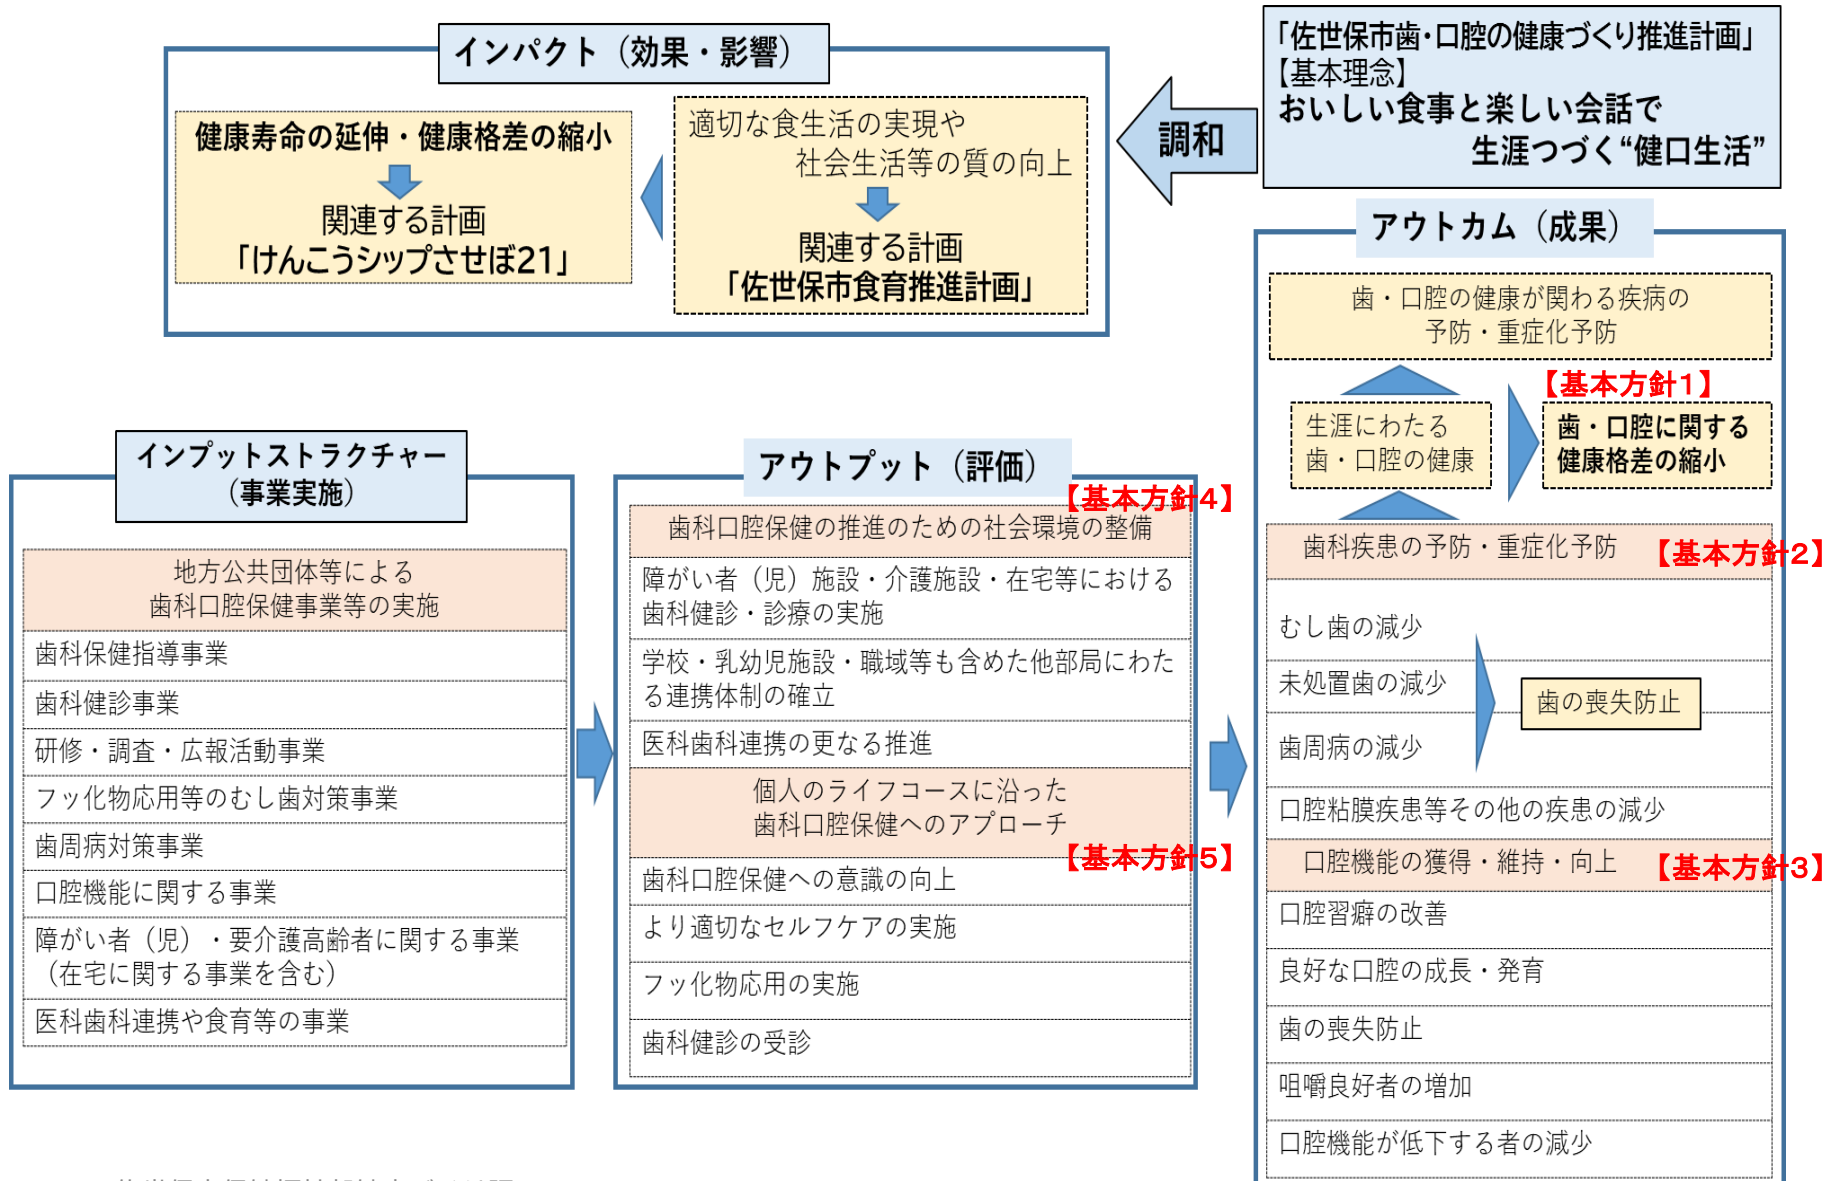 インパクト（効果・影響）
健康寿命の延伸・健康格差の縮小
関連する計画
「けんこうシップさせぼ21」
適切な食生活の実現や
社会生活等の質の向上
関連する計画
「佐世保市食育推進計画」
調和
「佐世保市歯・口腔の健康づくり推進計画」
【基本理念】
おいしい食事と楽しい会話で
生涯つづく“健口生活”
インプットストラクチャー
（事業実施）
地方公共団体等による
歯科口腔保健事業等の実施
歯科保健指導事業
歯科健診事業
研修・調査・広報活動事業
フッ化物応用等のむし歯対策事業
歯周病対策事業
口腔機能に関する事業
障がい者（児）・要介護高齢者に関する事業
（在宅に関する事業を含む）
医科歯科連携や食育等の事業
アウトプット（評価）
【基本方針4】
歯科口腔保健の推進のための社会環境の整備
障がい者（児）施設・介護施設・在宅等における
歯科健診・診療の実施
学校・乳幼児施設・職域等も含めた他部局にわた
る連携体制の確立
医科歯科連携の更なる推進
個人のライフコースに沿った
歯科口腔保健へのアプローチ
【基本方針5】
歯科口腔保健への意識の向上
より適切なセルフケアの実施
フッ化物応用の実施
歯科健診の受診
アウトカム（成果）
歯・口腔の健康が関わる疾病の
予防・重症化予防
【基本方針1】
生涯にわたる
歯・口腔の健康
歯・口腔に関する
健康格差の縮小
歯科疾患の予防・重症化予防
【基本方針2】
むし歯の減少
未処置歯の減少
歯周病の減少
歯の喪失防止
口腔粘膜疾患等その他の疾患の減少
口腔機能の獲得・維持・向上
【基本方針3】
口腔習癖の改善
良好な口腔の成長・発育
歯の喪失防止
咀嚼良好者の増加
口腔機能が低下する者の減少